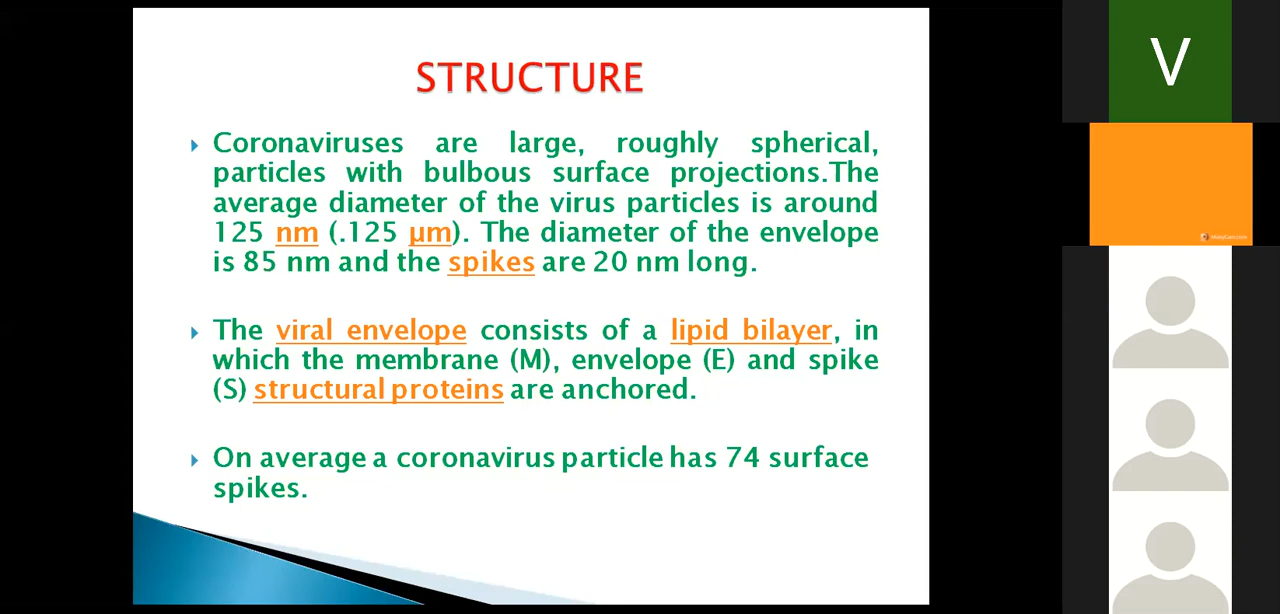 STRUCTURE
V
Coronaviruses are large, roughly spherical,
particles with bulbous surface projections.The
average diameter of the virus particles is around
125 nm (.125 µm). The diameter of the envelope
is 85 nm and the spikes are 20 nm long.
The viral envelope consists of a lipid bilayer, in
which the membrane (M), envelope (E) and spike
(S) structural proteins are anchored.
On average a coronavirus particle has 74 surface
spikes.